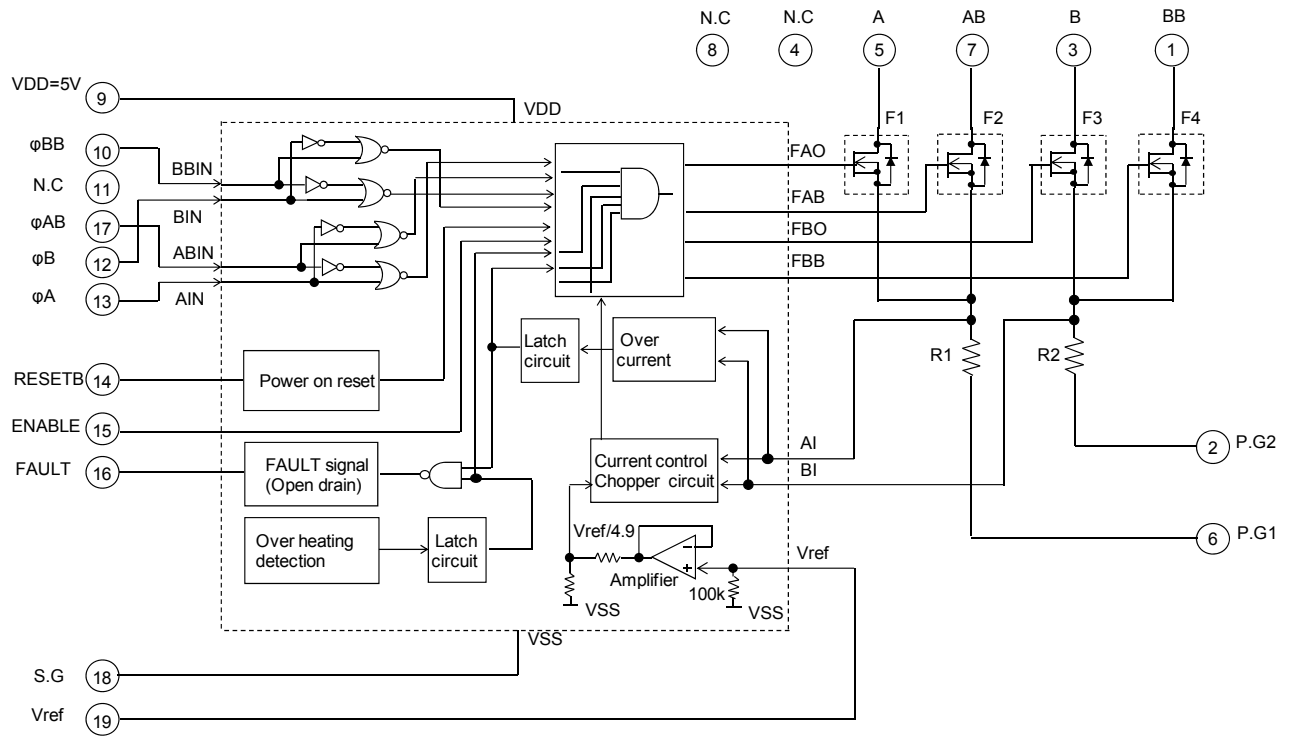 N.C N.C A AB B BB
8 4 5 7 3 1
VDD=5V 9 VDD
F1 F2 F3 F4
φBB 10 BBIN
FAO
N.C 11
BIN
FAB
φAB 17
FBO
φB 12 ABIN
FBB
φA 13 AIN
Latch
circuit
Over
current
R1 R2
RESETB 14 Power on reset
ENABLE 15
AI
P.G2
2
FAULT 16
FAULT signal
(Open drain)
Current control
Chopper circuit
BI
Over heating
detection
Latch
circuit
Vref/4.9
Vref
6 P.G1
Amplifier
- +
100k
VSS VSS
VSS
S.G 18
Vref 19